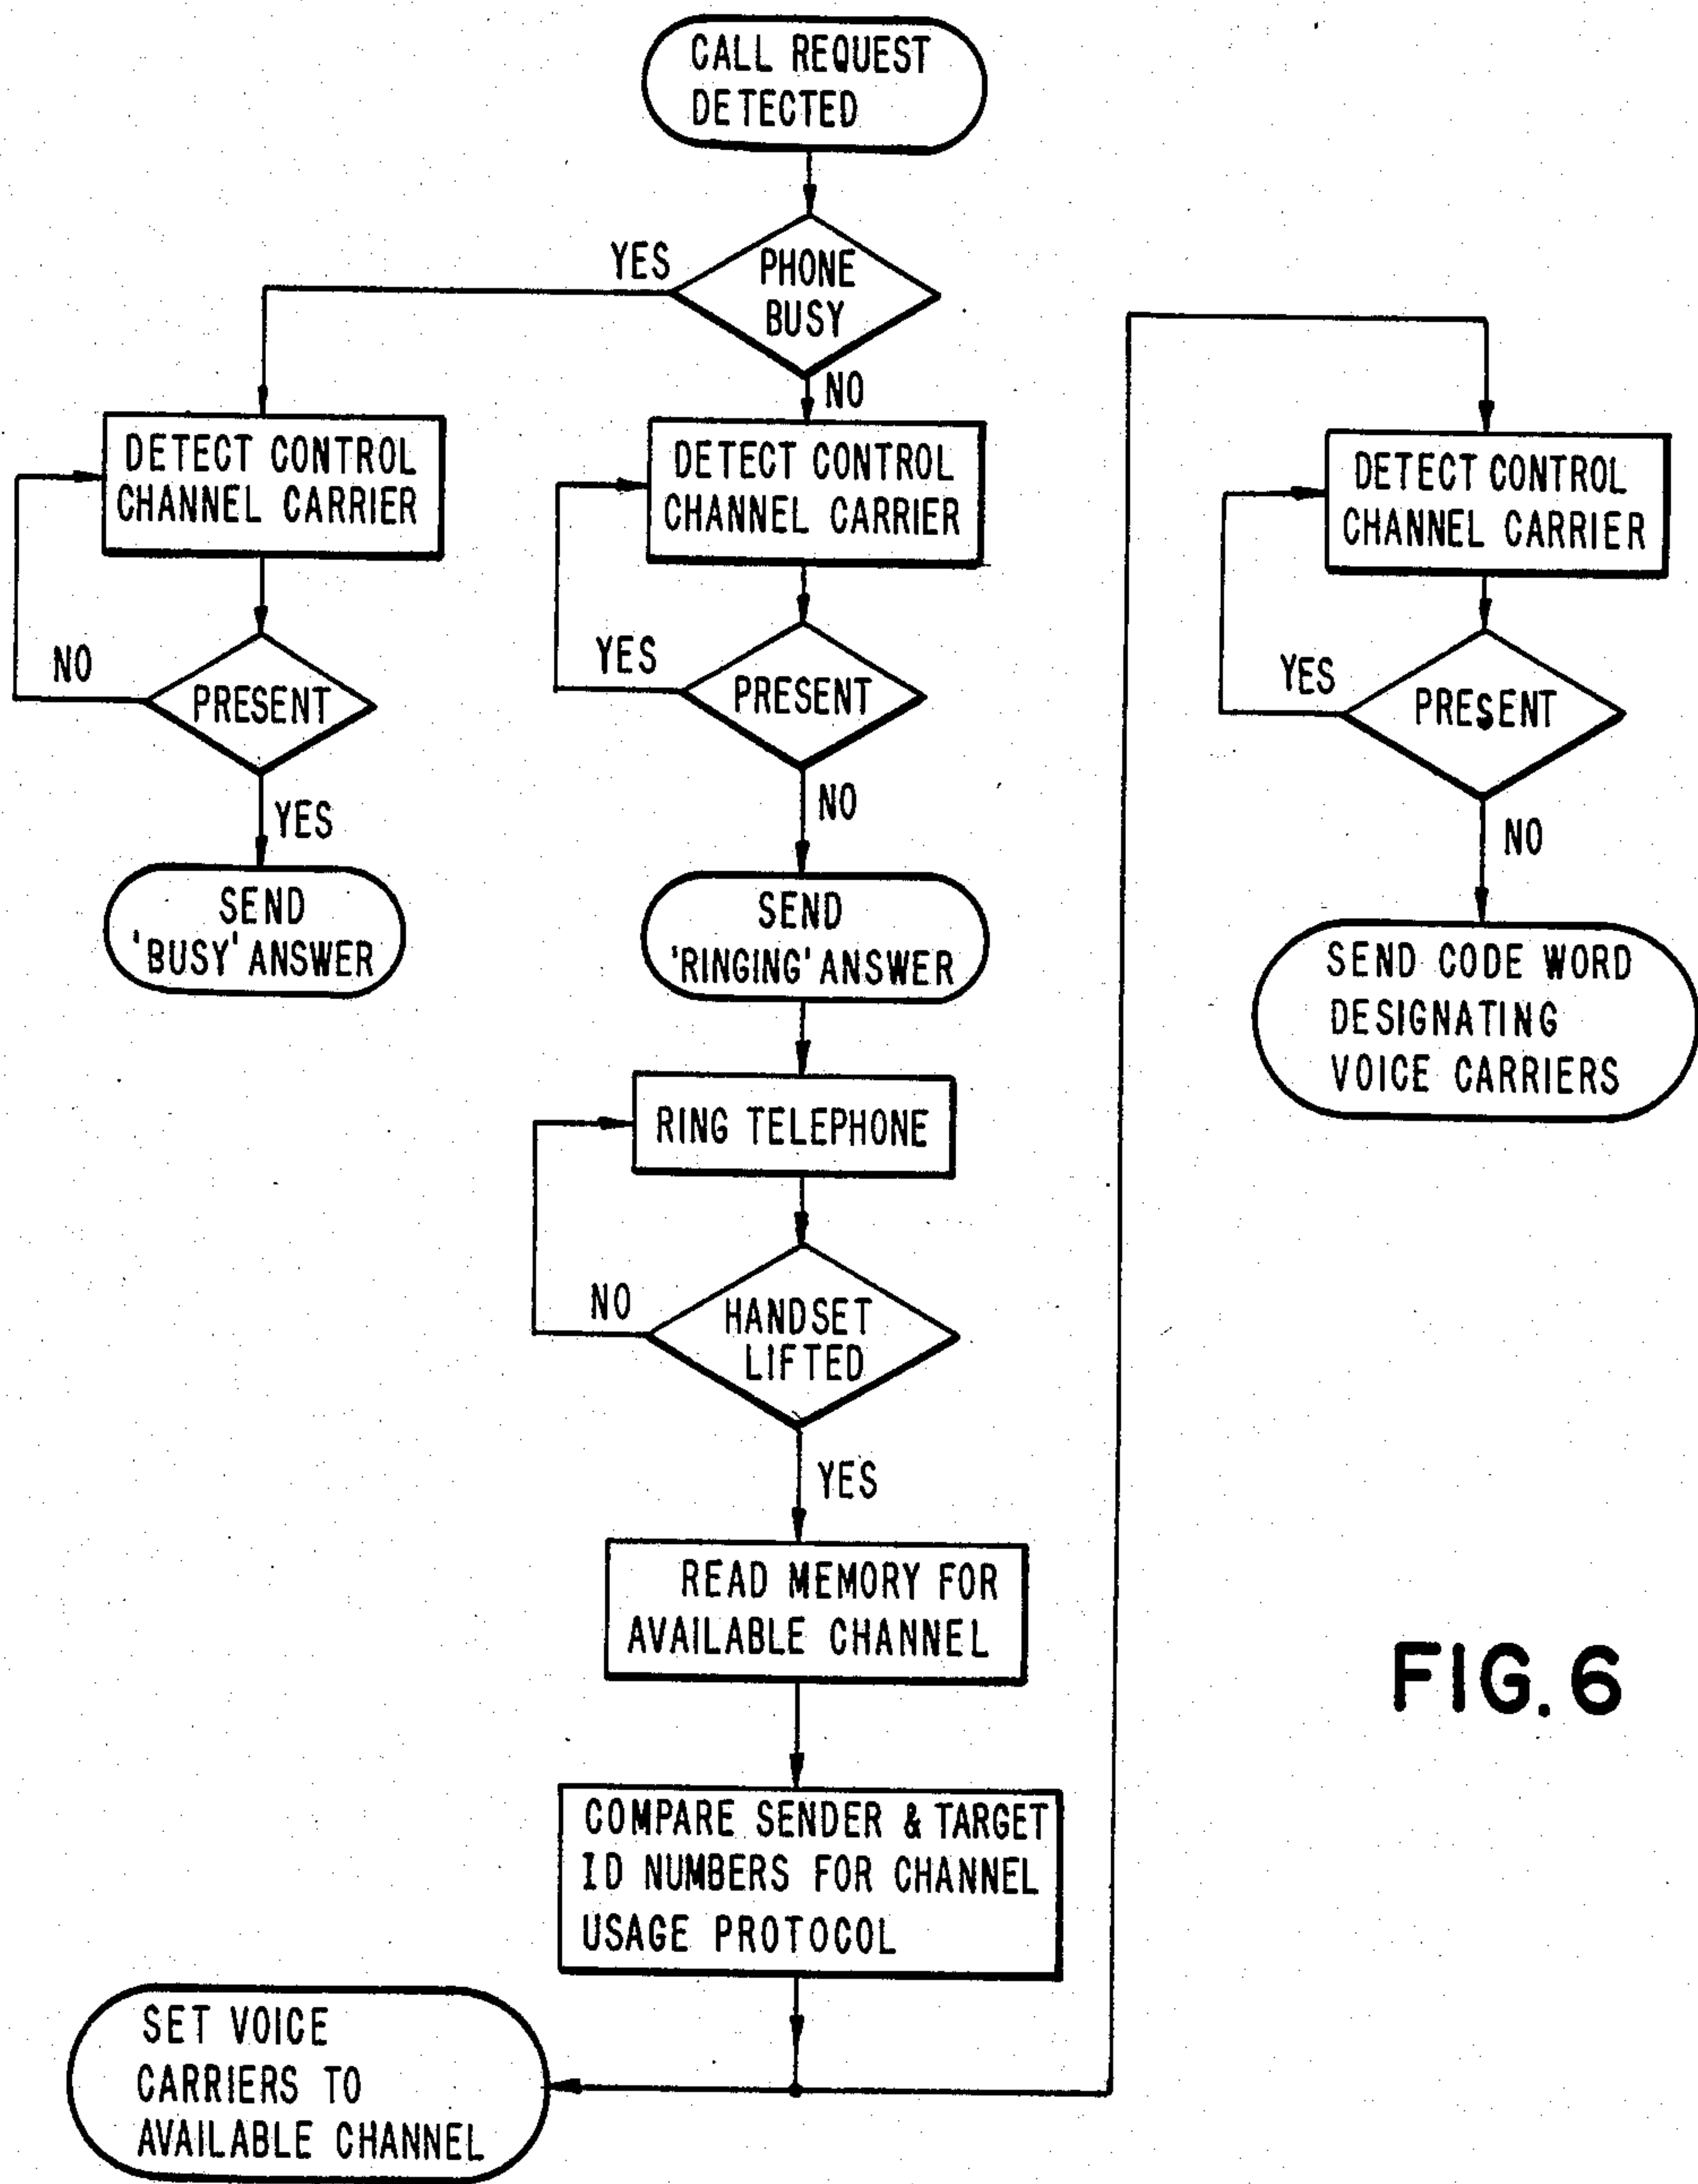 CALL REQUEST
DETECTED
YES
PHONE
BUSY
NO
DETECT CONTROL
CHANNEL CARRIER
NO
PRESENT
YES
SEND
'BUSY' ANSWER
DETECT CONTROL
CHANNEL CARRIER
YES
PRESENT
NO
SEND
'RINGING' ANSWER
RING TELEPHONE
NO
HANDSET
LIFTED
YES
READ MEMORY FOR
AVAILABLE CHANNEL
COMPARE SENDER & TARGET
ID NUMBERS FOR CHANNEL
USAGE PROTOCOL
SET VOICE
CARRIERS TO
AVAILABLE CHANNEL
DETECT CONTROL
CHANNEL CARRIER
YES
PRESENT
NO
SEND CODE WORD
DESIGNATING
VOICE CARRIERS
FIG. 6